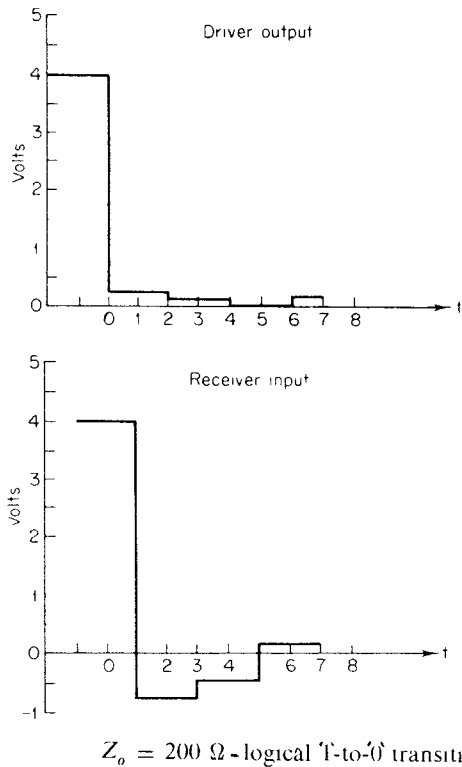 5
Driver output
4
3
Volts
2
1
0
0 1 2 3 4 5 6 7 8
t
5
Receiver input
4
3
Volts
2
1
0
0 2 3 4 6 7 8
t
-1
Z_o = 200 Ω - logical '1'-to-'0' transiti